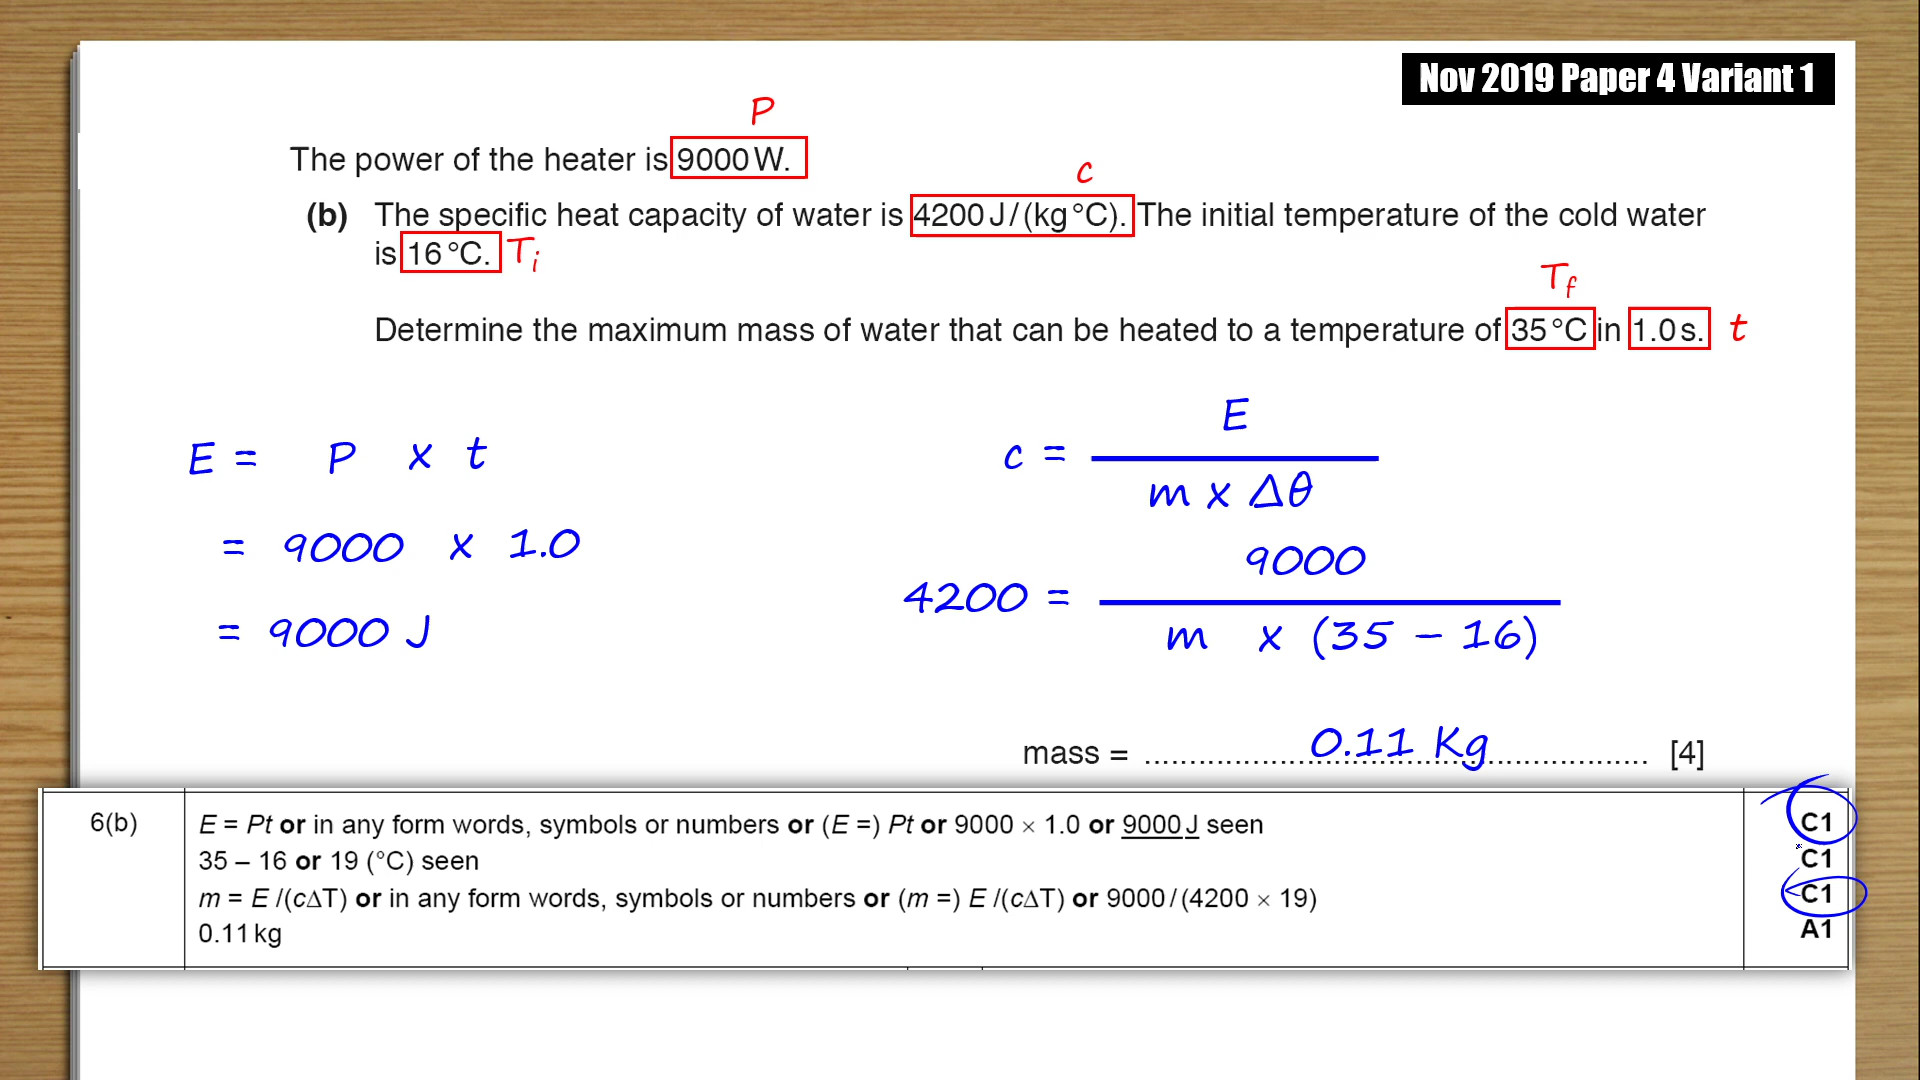 Nov 2019 Paper 4 Variant 1
P
The power of the heater is 9000 W.
c
(b) The specific heat capacity of water is 4200 J / (kg °C). The initial temperature of the cold water
is 16 °C. Ti
Tf
Determine the maximum mass of water that can be heated to a temperature of 35 °C in 1.0 s. t
E = P x t
= 9000 x 1.0
= 9000 J
c = E
m x Δθ
4200 = 9000
m x (35 - 16)
mass = 0.11 Kg [4]
6(b)
E = Pt or in any form words, symbols or numbers or (E =) Pt or 9000 × 1.0 or 9000 J seen C1
35 – 16 or 19 (°C) seen C1
m = E /(cΔT) or in any form words, symbols or numbers or (m =) E /(cΔT) or 9000 / (4200 × 19) C1
0.11 kg A1